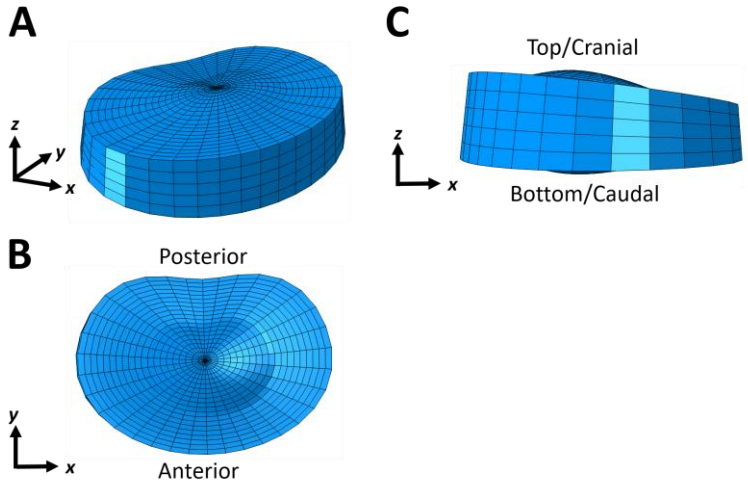 A
z
y
x
B
Posterior
y
x
Anterior
C
Top/Cranial
z
x
Bottom/Caudal